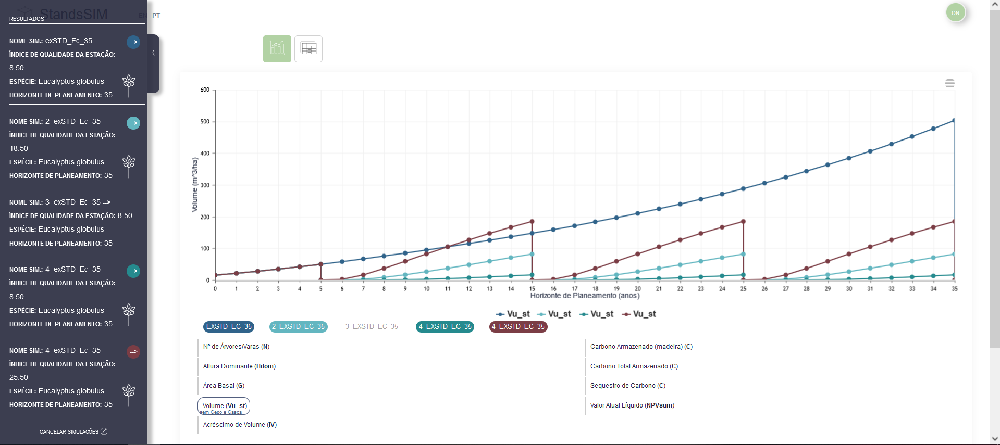 StandsSIM
EN PT
RESULTADOS
NOME SIM.: exSTD_Ec_35 -->
ÍNDICE DE QUALIDADE DA ESTAÇÃO:
8.50
ESPÉCIE: Eucalyptus globulus
HORIZONTE DE PLANEAMENTO: 35
NOME SIM.: 2_exSTD_Ec_35 -->
ÍNDICE DE QUALIDADE DA ESTAÇÃO:
18.50
ESPÉCIE: Eucalyptus globulus
HORIZONTE DE PLANEAMENTO: 35
NOME SIM.: 3_exSTD_Ec_35 -->
ÍNDICE DE QUALIDADE DA ESTAÇÃO: 8.50
ESPÉCIE: Eucalyptus globulus
HORIZONTE DE PLANEAMENTO: 35
NOME SIM.: 4_exSTD_Ec_35 -->
ÍNDICE DE QUALIDADE DA ESTAÇÃO:
8.50
ESPÉCIE: Eucalyptus globulus
HORIZONTE DE PLANEAMENTO: 35
NOME SIM.: 4_exSTD_Ec_35 -->
ÍNDICE DE QUALIDADE DA ESTAÇÃO:
25.50
ESPÉCIE: Eucalyptus globulus
HORIZONTE DE PLANEAMENTO: 35
CANCELAR SIMULAÇÕES
ON
600
500
400
300
200
100
0
Volume (m^3/ha)
0 1 2 3 4 5 6 7 8 9 10 11 12 13 14 15 16 17 18 19 20 21 22 23 24 25 26 27 28 29 30 31 32 33 34 35
Horizonte de Planeamento (anos)
Vu_st Vu_st Vu_st Vu_st
EXSTD_EC_35 2_EXSTD_EC_35 3_EXSTD_EC_35 4_EXSTD_EC_35 4_EXSTD_EC_35
Nº de Árvores/Varas (N)
Altura Dominante (Hdom)
Área Basal (G)
Volume (Vu_st)
sem Cepo e Casca
Acréscimo de Volume (iV)
Carbono Armazenado (madeira) (C)
Carbono Total Armazenado (C)
Sequestro de Carbono (C)
Valor Atual Líquido (NPVsum)